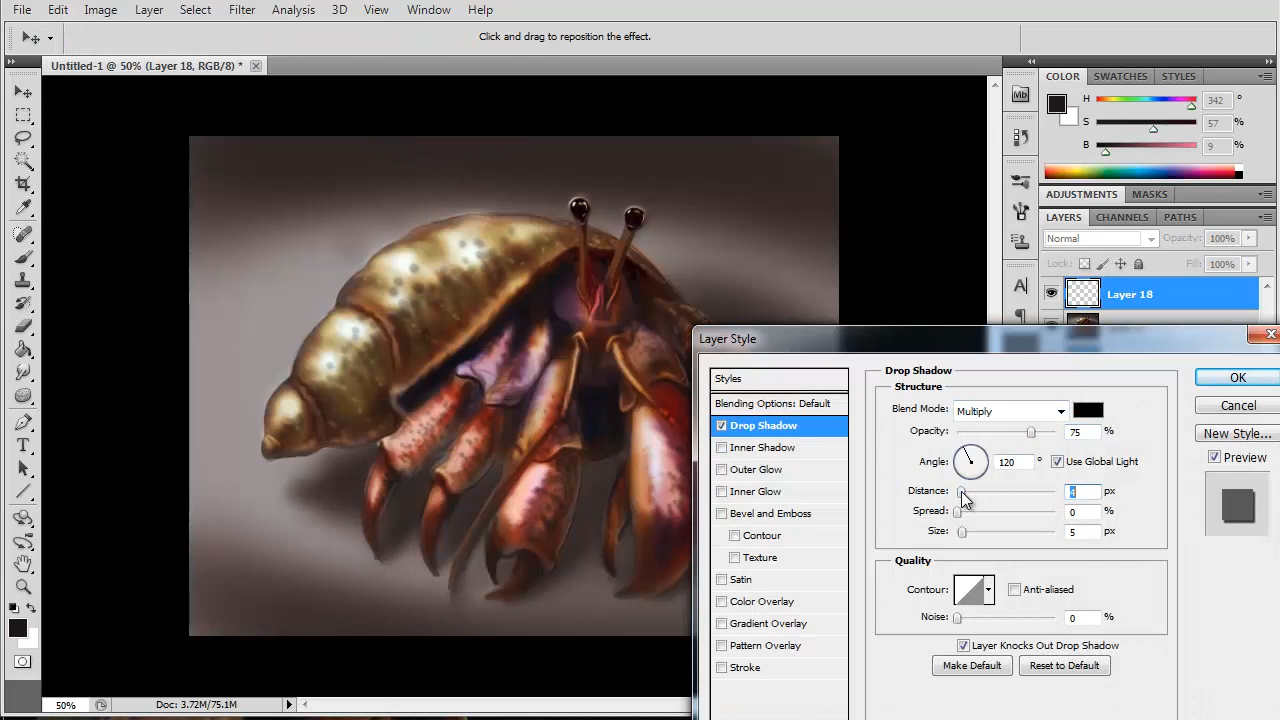 File Edit Image Layer Select Filter Analysis 3D View Window Help
Click and drag to reposition the effect.
Untitled-1 @ 50% (Layer 18, RGB/8) *
COLOR SWATCHES STYLES
Mb
H 342 °
S 57 %
B 9 %
ADJUSTMENTS MASKS
LAYERS CHANNELS PATHS
Normal Opacity: 100%
Lock: Fill: 100%
A
Layer 18
Layer Style
Styles
Blending Options: Default
Drop Shadow
Inner Shadow
Outer Glow
Inner Glow
Bevel and Emboss
Contour
Texture
Satin
Color Overlay
Gradient Overlay
Pattern Overlay
Stroke
Drop Shadow
Structure
Blend Mode: Multiply
Opacity: 75 %
Angle: 120 ° Use Global Light
Distance: 4 px
Spread: 0 %
Size: 5 px
Quality
Contour: Anti-aliased
Noise: 0 %
Layer Knocks Out Drop Shadow
Make Default Reset to Default
OK
Cancel
New Style...
Preview
T
50% Doc: 3.72M/75.1M